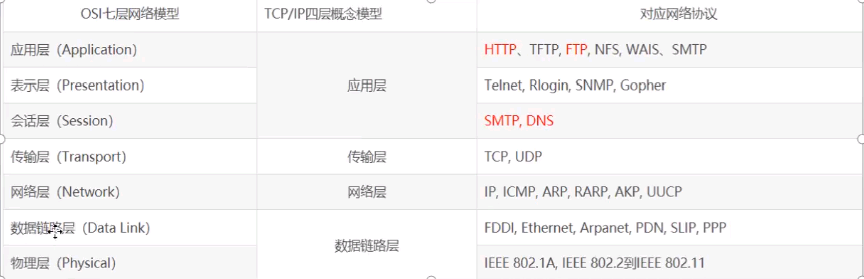 OSI七层网络模型 TCP/IP四层概念模型 对应网络协议
应用层（Application） HTTP、TFTP, FTP, NFS, WAIS、SMTP
表示层（Presentation） 应用层 Telnet, Rlogin, SNMP, Gopher
会话层（Session） SMTP, DNS
传输层（Transport） 传输层 TCP, UDP
网络层（Network） 网络层 IP, ICMP, ARP, RARP, AKP, UUCP
数据链路层（Data Link） FDDI, Ethernet, Arpanet, PDN, SLIP, PPP
数据链路层
物理层（Physical） IEEE 802.1A, IEEE 802.2到IEEE 802.11